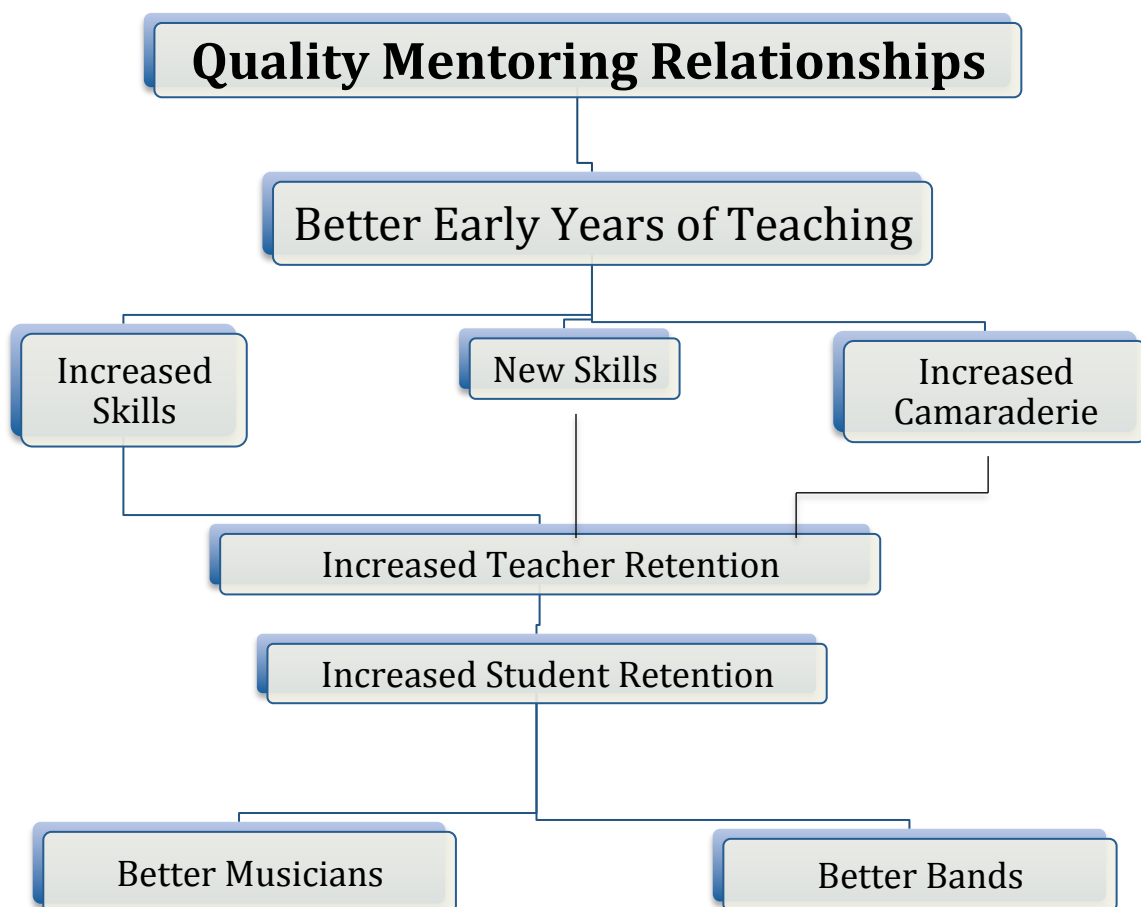 Quality Mentoring Relationships
Better Early Years of Teaching
Increased
Skills
New Skills
Increased
Camaraderie
Increased Teacher Retention
Increased Student Retention
Better Musicians
Better Bands